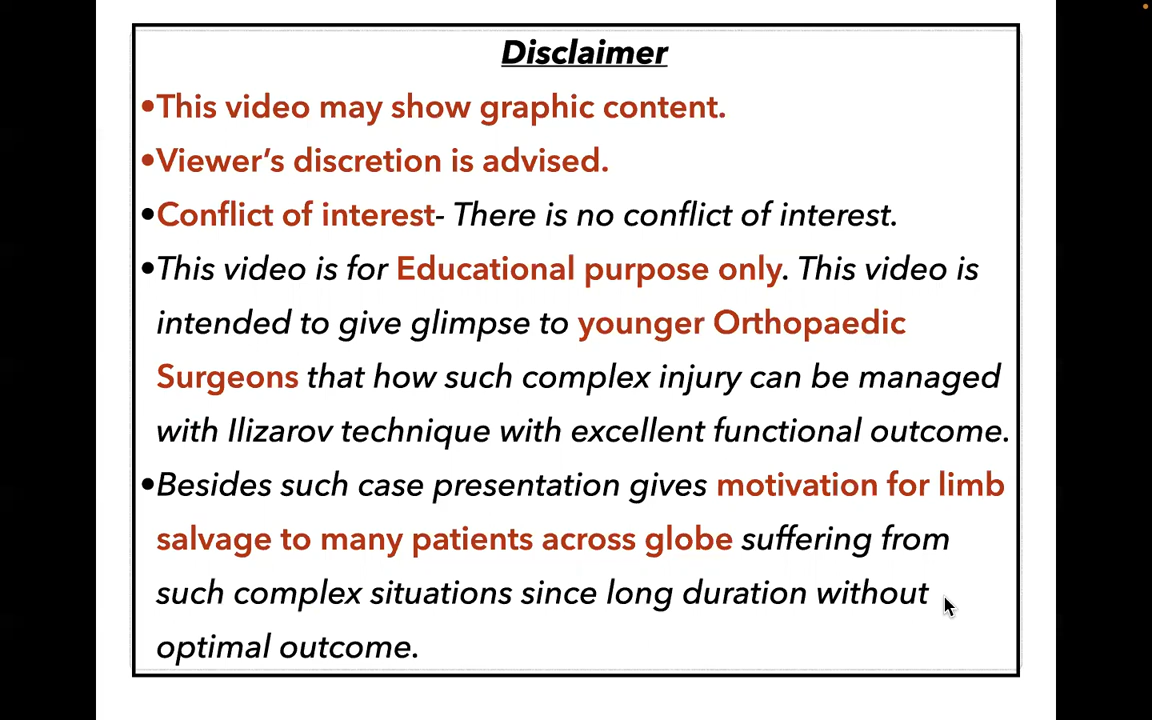 Disclaimer
•This video may show graphic content.
•Viewer's discretion is advised.
•Conflict of interest- There is no conflict of interest.
•This video is for Educational purpose only. This video is
intended to give glimpse to younger Orthopaedic
Surgeons that how such complex injury can be managed
with Ilizarov technique with excellent functional outcome.
•Besides such case presentation gives motivation for limb
salvage to many patients across globe suffering from
such complex situations since long duration without
optimal outcome.